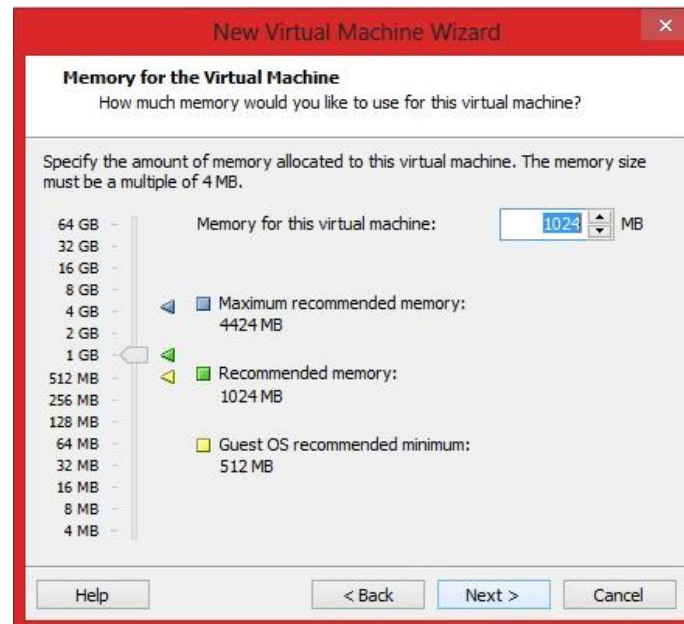 New Virtual Machine Wizard
Memory for the Virtual Machine
How much memory would you like to use for this virtual machine?
Specify the amount of memory allocated to this virtual machine. The memory size
must be a multiple of 4 MB.
Memory for this virtual machine: 1024 MB
64 GB
32 GB
16 GB
8 GB
4 GB
2 GB
1 GB
512 MB
256 MB
128 MB
64 MB
32 MB
16 MB
8 MB
4 MB
Maximum recommended memory:
4424 MB
Recommended memory:
1024 MB
Guest OS recommended minimum:
512 MB
Help < Back Next > Cancel